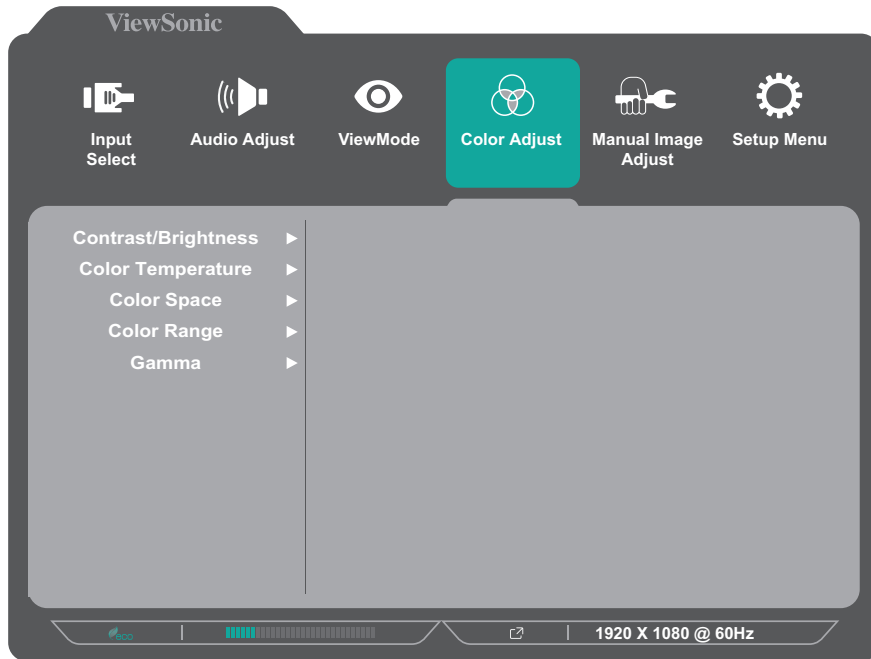 ViewSonic
Input
Select
Audio Adjust
ViewMode
Color Adjust
Manual Image
Adjust
Setup Menu
Contrast/Brightness
Color Temperature
Color Space
Color Range
Gamma
eco
1920 X 1080 @ 60Hz